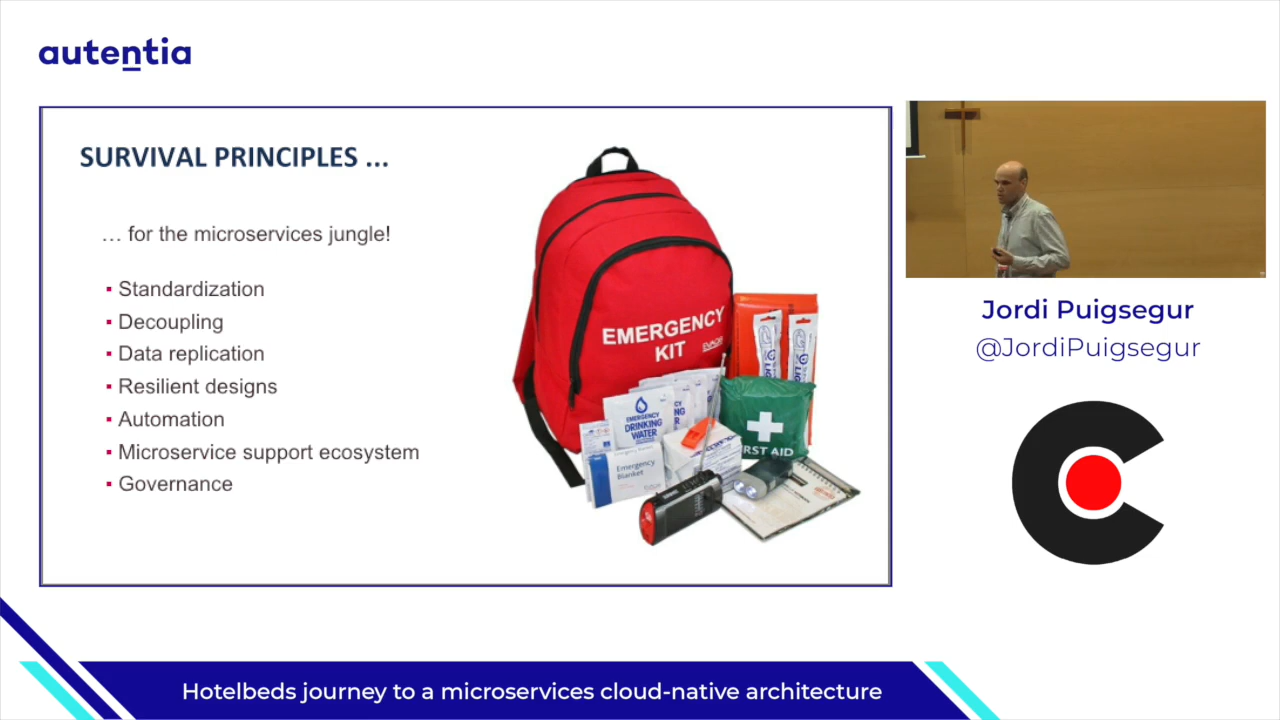 autentia
SURVIVAL PRINCIPLES ...
... for the microservices jungle!
▪ Standardization
▪ Decoupling
▪ Data replication
▪ Resilient designs
▪ Automation
▪ Microservice support ecosystem
▪ Governance
EMERGENCY
KIT
EMERGENCY
DRINKING
WATER
Emergency
Blanket
RST AID
Jordi Puigsegur
@JordiPuigsegur
Hotelbeds journey to a microservices cloud-native architecture